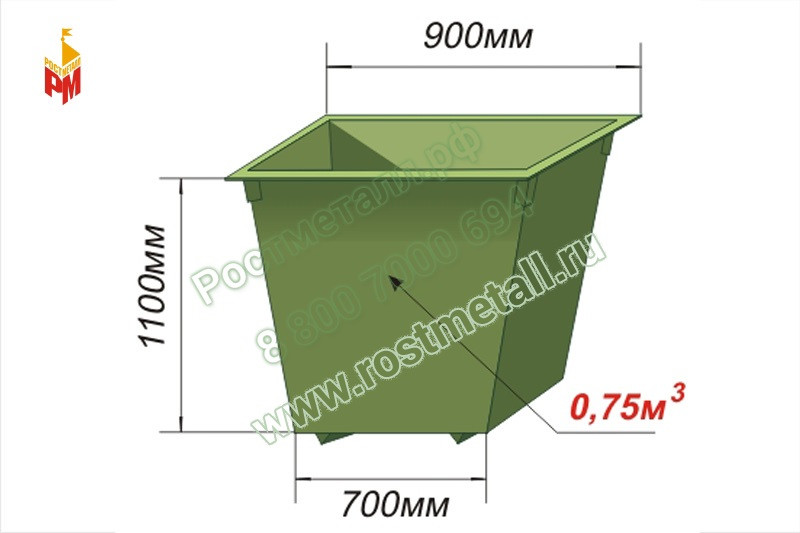 РОСТМЕТАЛЛ
РМ
900мм
1100мм
Ростметалл.рф
8 800 7000 694
www.rostmetall.ru
0,75м³
700мм